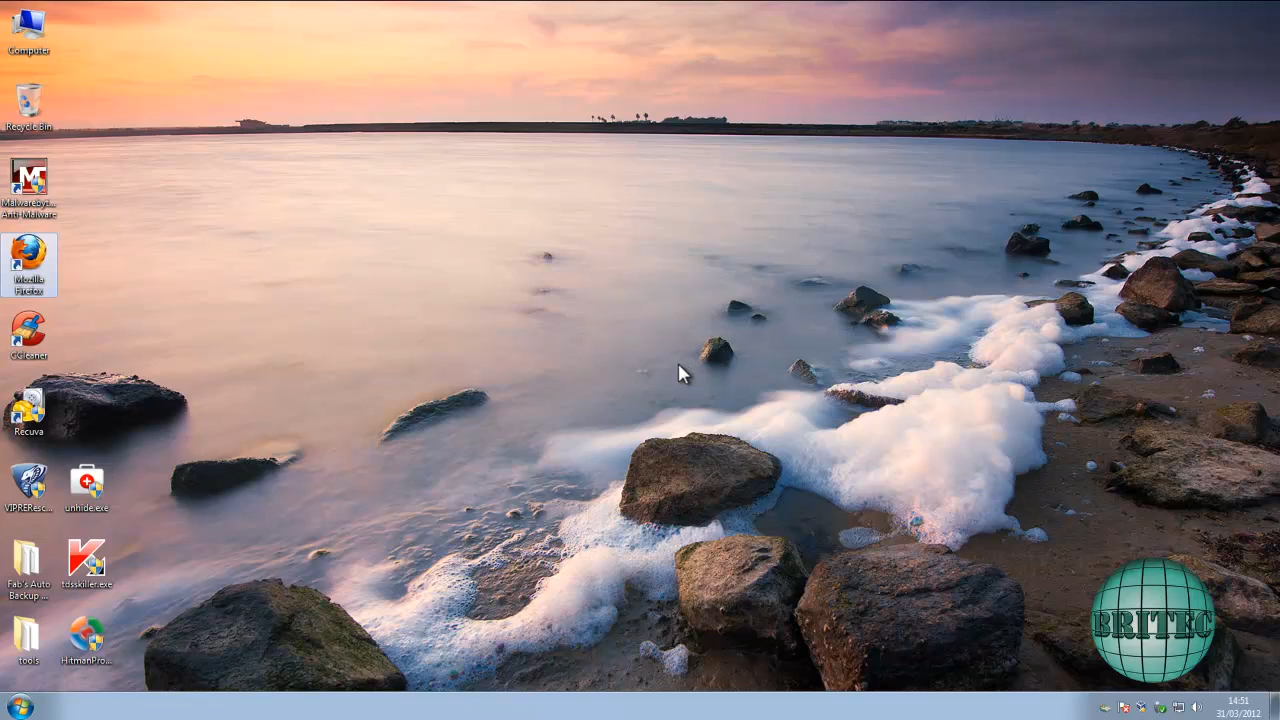 Computer
Recycle Bin
Malwarebyt...
Anti-Malware
Mozilla
Firefox
CCleaner
Recuva
VIPREResc...
unhide.exe
Fab's Auto
Backup ...
tdsskiller.exe
tools
HitmanPro...
BRITEC
14:51
31/03/2012